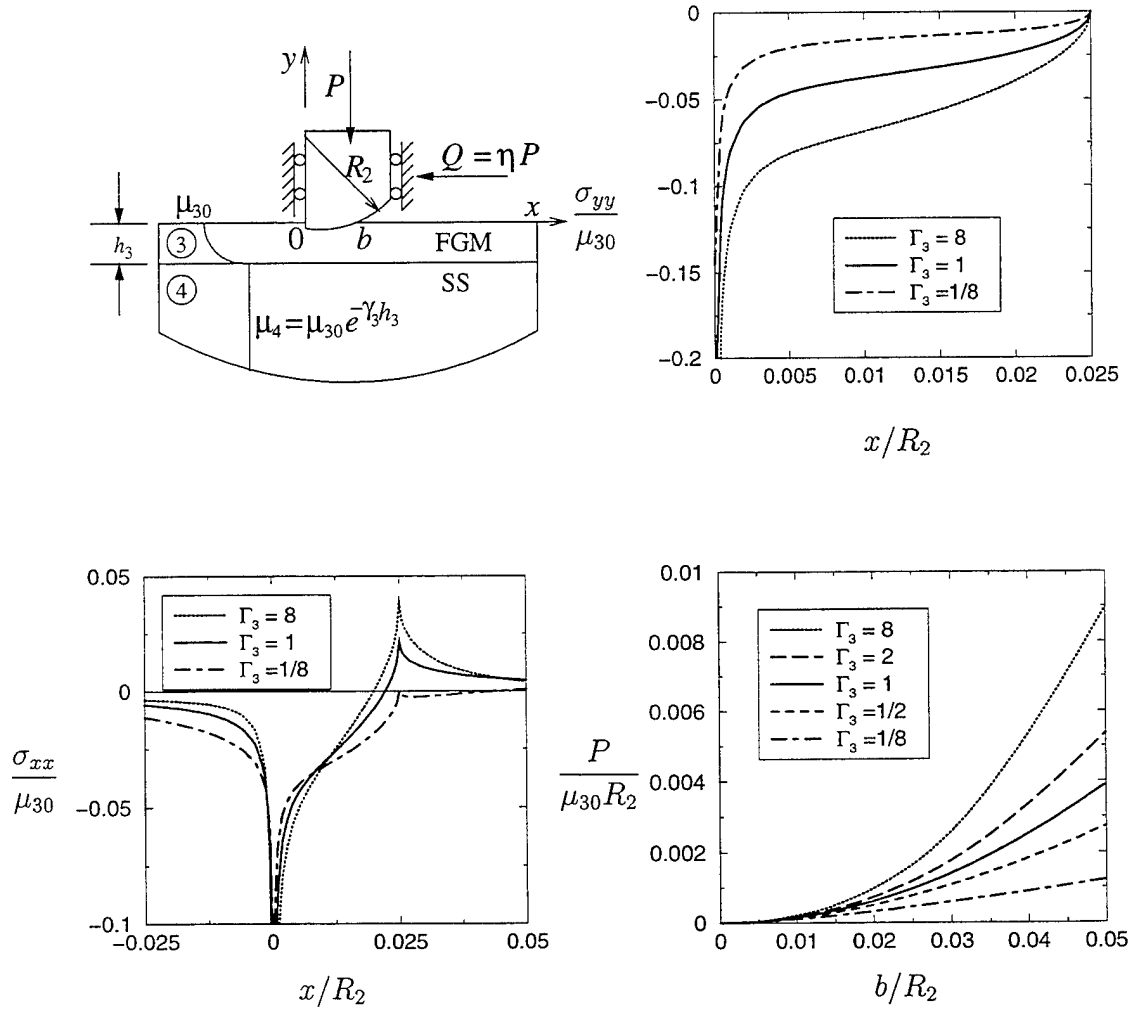 y
P
R₂
Q = ηP
μ₃₀
x
h₃
③
0
b
FGM
④
SS
μ₄ = μ₃₀e^{-γ₃h₃}
σ_yy / μ₃₀
0
−0.05
−0.1
−0.15
−0.2
Γ₃ = 8
Γ₃ = 1
Γ₃ =1/8
0 0.005 0.01 0.015 0.02 0.025
x/R₂
σ_xx / μ₃₀
0.05
0
-0.05
-0.1
Γ₃ = 8
Γ₃ = 1
Γ₃ =1/8
-0.025 0 0.025 0.05
x/R₂
P / μ₃₀R₂
0.01
0.008
0.006
0.004
0.002
0
Γ₃ = 8
Γ₃ = 2
Γ₃ = 1
Γ₃ =1/2
Γ₃ =1/8
0 0.01 0.02 0.03 0.04 0.05
b/R₂